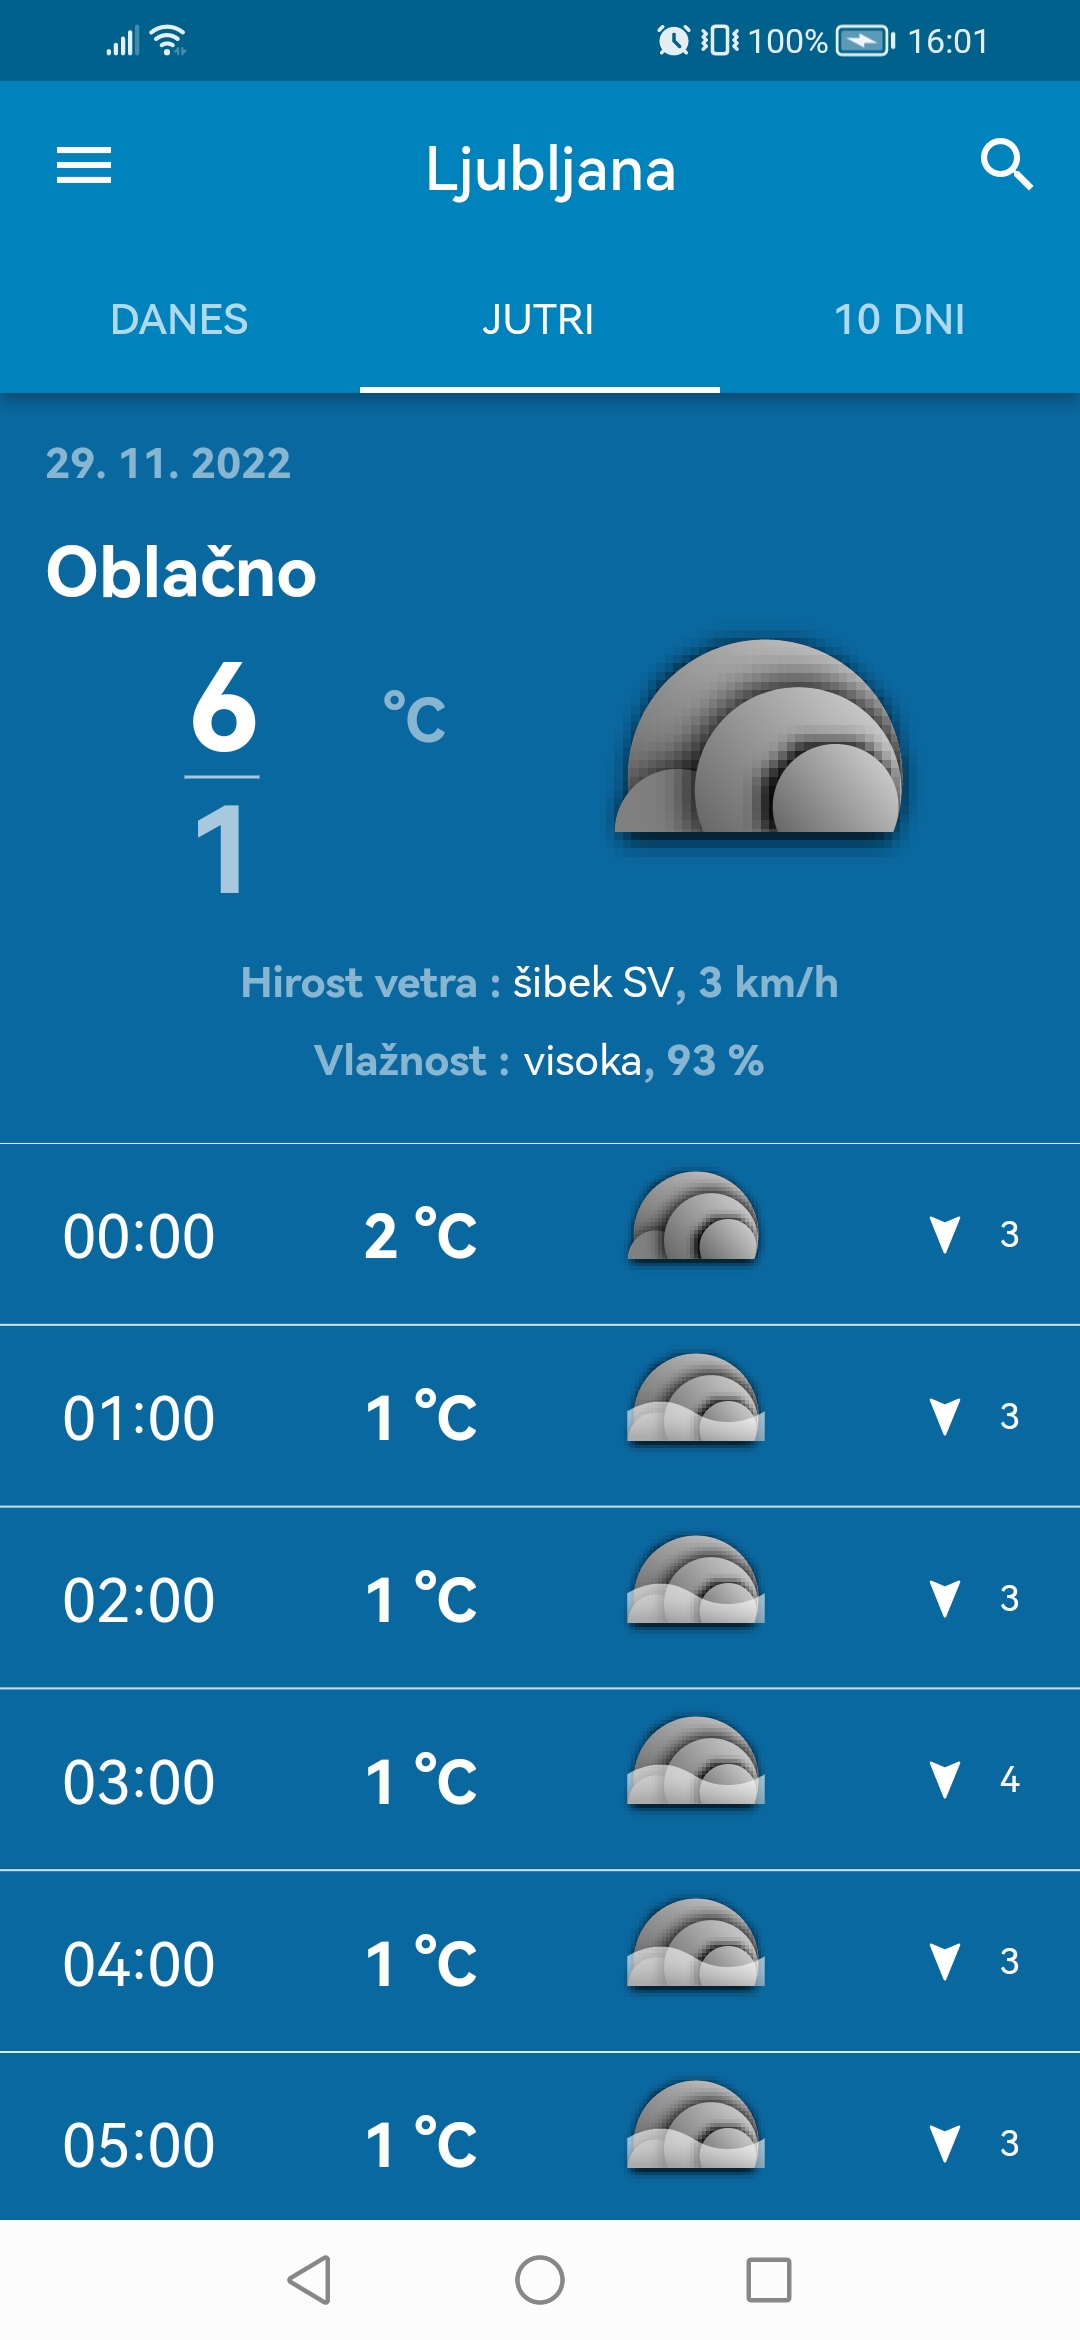 100% 16:01
Ljubljana
DANES JUTRI 10 DNI
29. 11. 2022
Oblačno
6 °C
1
Hirost vetra : šibek SV, 3 km/h
Vlažnost : visoka, 93 %
00:00 2 °C 3
01:00 1 °C 3
02:00 1 °C 3
03:00 1 °C 4
04:00 1 °C 3
05:00 1 °C 3